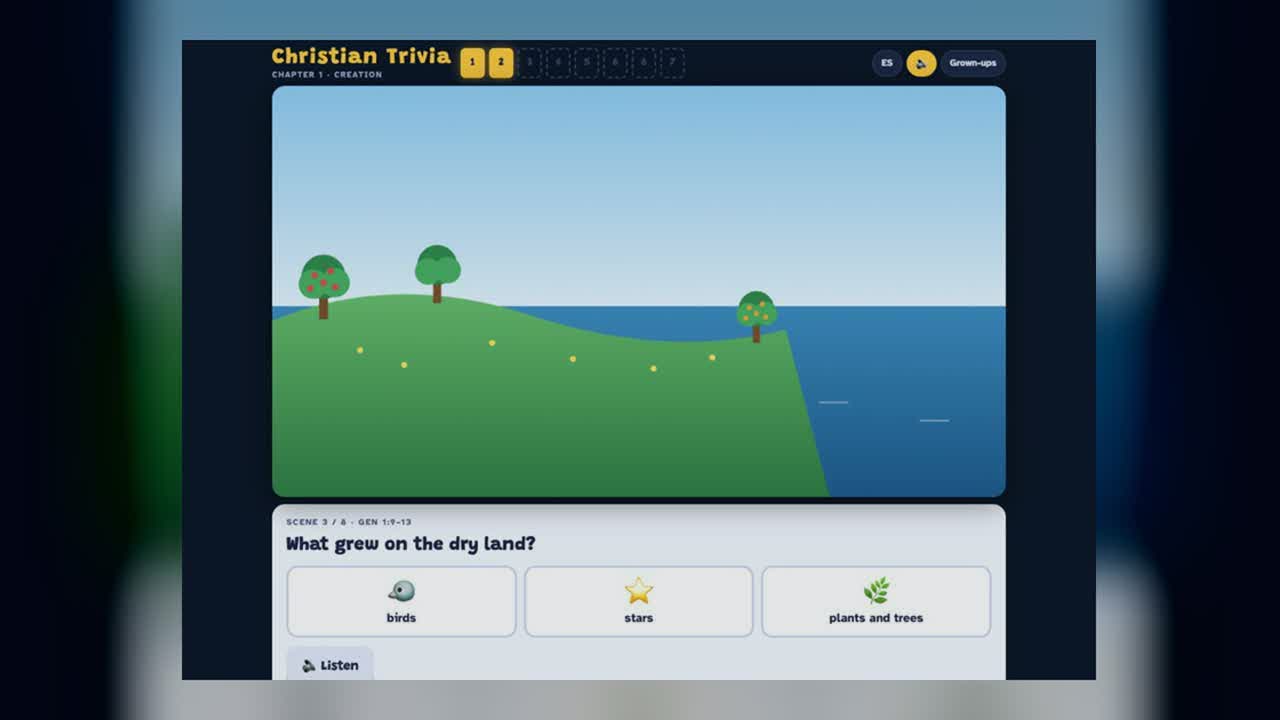 Christian Trivia
CHAPTER 1 · CREATION
1 2 3 4 5 6 6 7
ES
Grown-ups
SCENE 3 / 8 · GEN 1:9-13
What grew on the dry land?
birds
stars
plants and trees
Listen